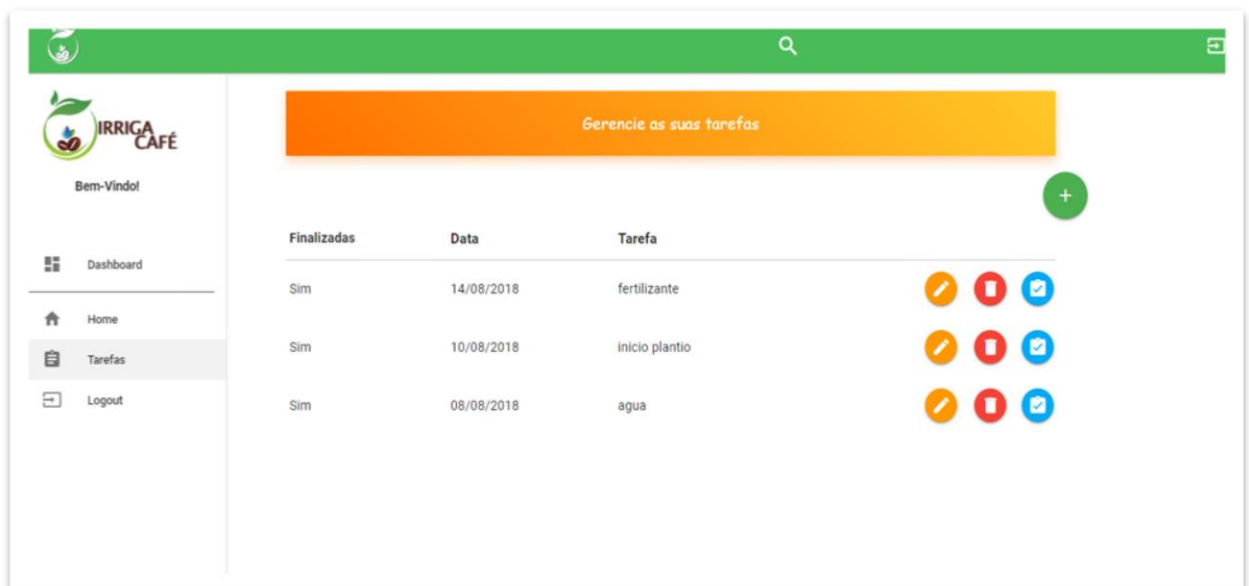 IRRIGA
CAFÉ
Bem-Vindo!
Dashboard
Home
Tarefas
Logout
Gerencie as suas tarefas
+
Finalizadas Data Tarefa
Sim 14/08/2018 fertilizante
Sim 10/08/2018 inicio plantio
Sim 08/08/2018 agua